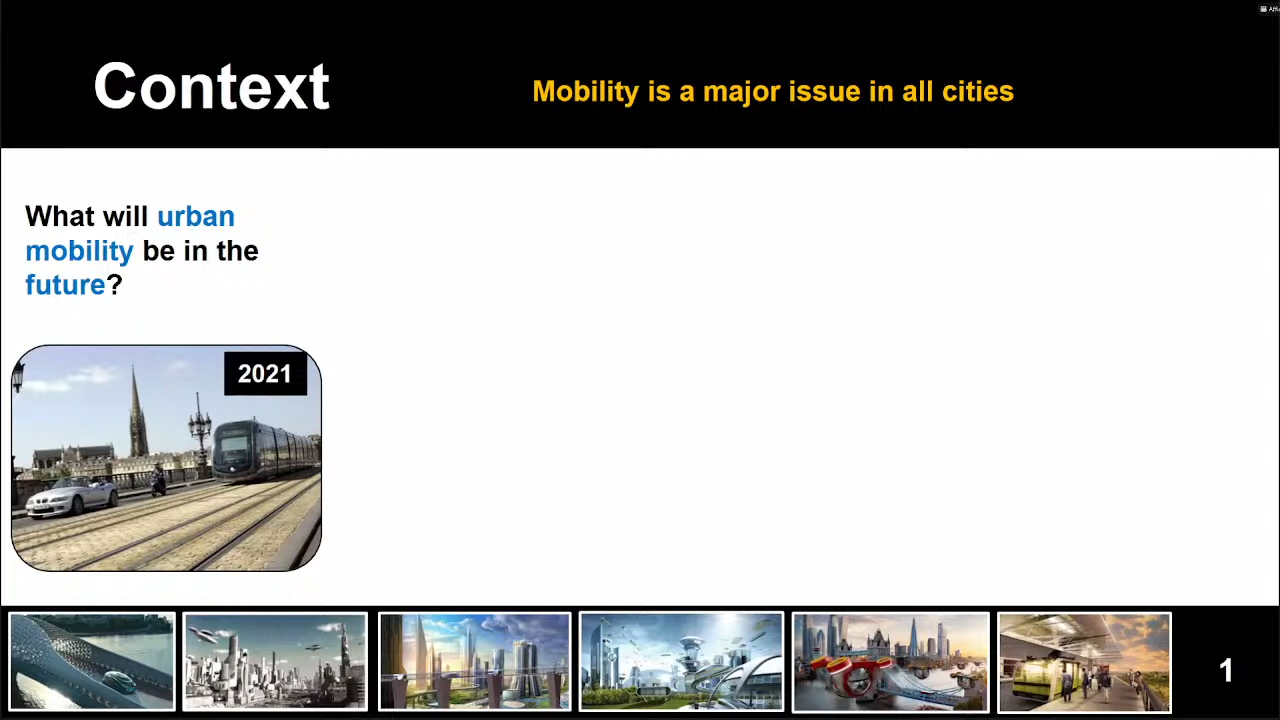 Context
Mobility is a major issue in all cities
What will urban
mobility be in the
future?
2021
1